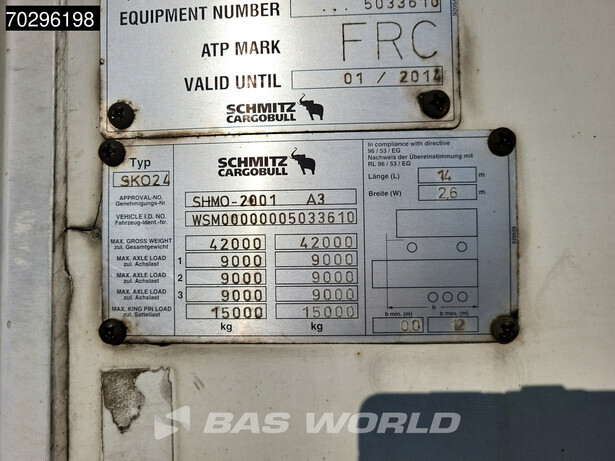 70296198
EQUIPMENT NUMBER ... 5033610
ATP MARK FRC
VALID UNTIL 01 / 2014
SCHMITZ
CARGOBULL
Typ
SKO24
SCHMITZ
CARGOBULL
APPROVAL-NO.
Genehmigungs-Nr.
SHMO-2001 A3
VEHICLE I.D. NO.
Fahrzeug-Ident.-Nr.
WSM00000005033610
MAX. GROSS WEIGHT
zul. Gesamtgewicht
42000 42000
MAX. AXLE LOAD
zul. Achslast
1 9000 9000
MAX. AXLE LOAD
zul. Achslast
2 9000 9000
MAX. AXLE LOAD
zul. Achslast
3 9000 9000
MAX. KING PIN LOAD
zul. Sattellast
15000 15000
kg kg
In compliance with directive
96 / 53 / EG
Nachweis der Übereinstimmung mit
RL 96 / 53 / EG
Länge (L) 14 m
Breite (W) 2,6 m
b
b min. (m) b max. (m)
00 12
BAS WORLD